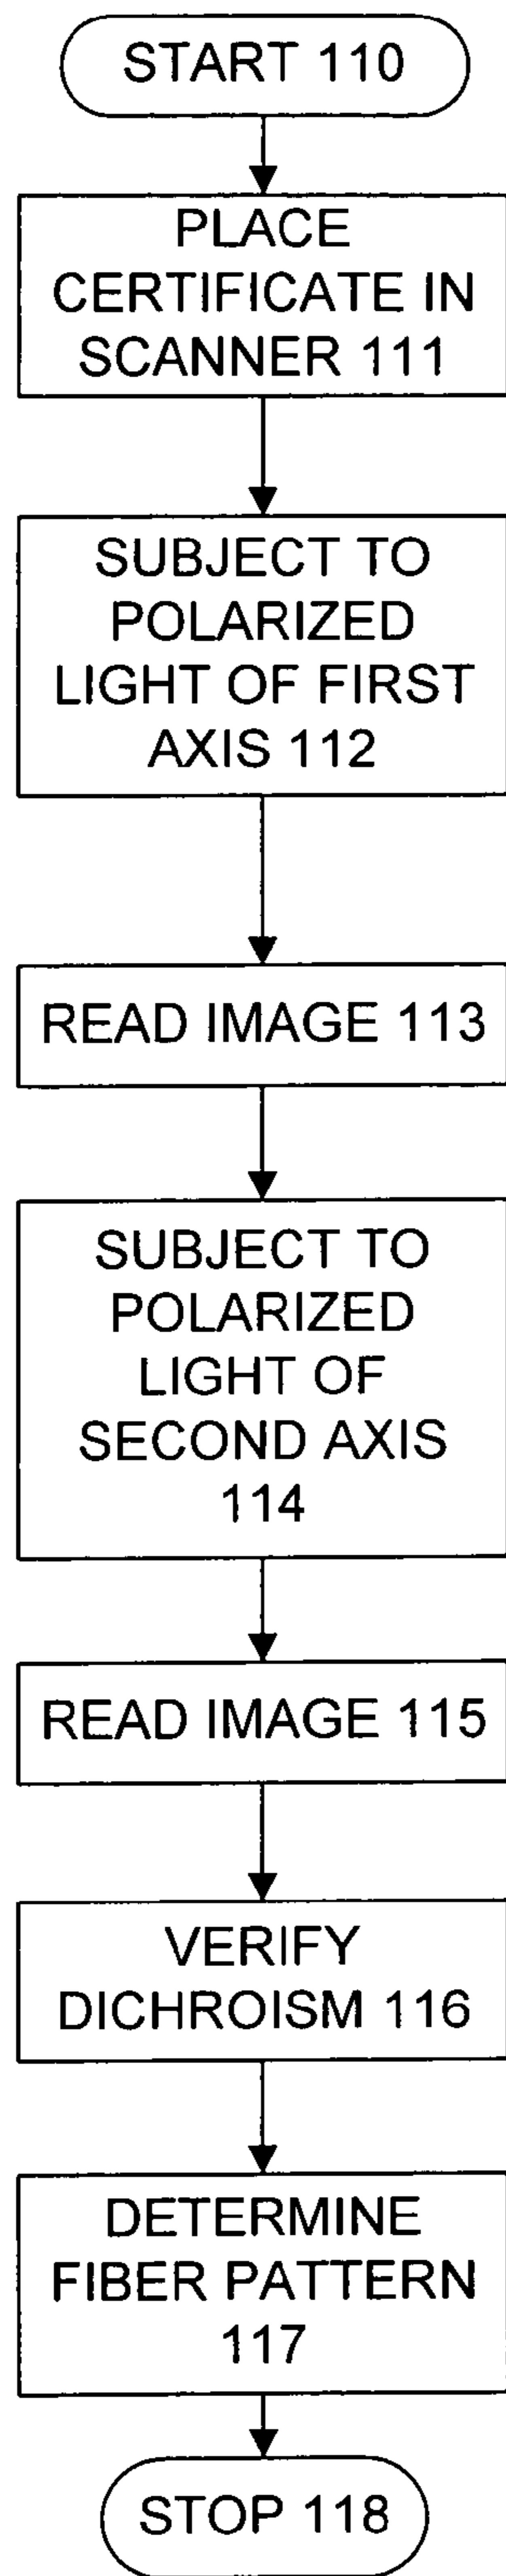 START 110
PLACE
CERTIFICATE IN
SCANNER 111
SUBJECT TO
POLARIZED
LIGHT OF FIRST
AXIS 112
READ IMAGE 113
SUBJECT TO
POLARIZED
LIGHT OF
SECOND AXIS
114
READ IMAGE 115
VERIFY
DICHROISM 116
DETERMINE
FIBER PATTERN
117
STOP 118